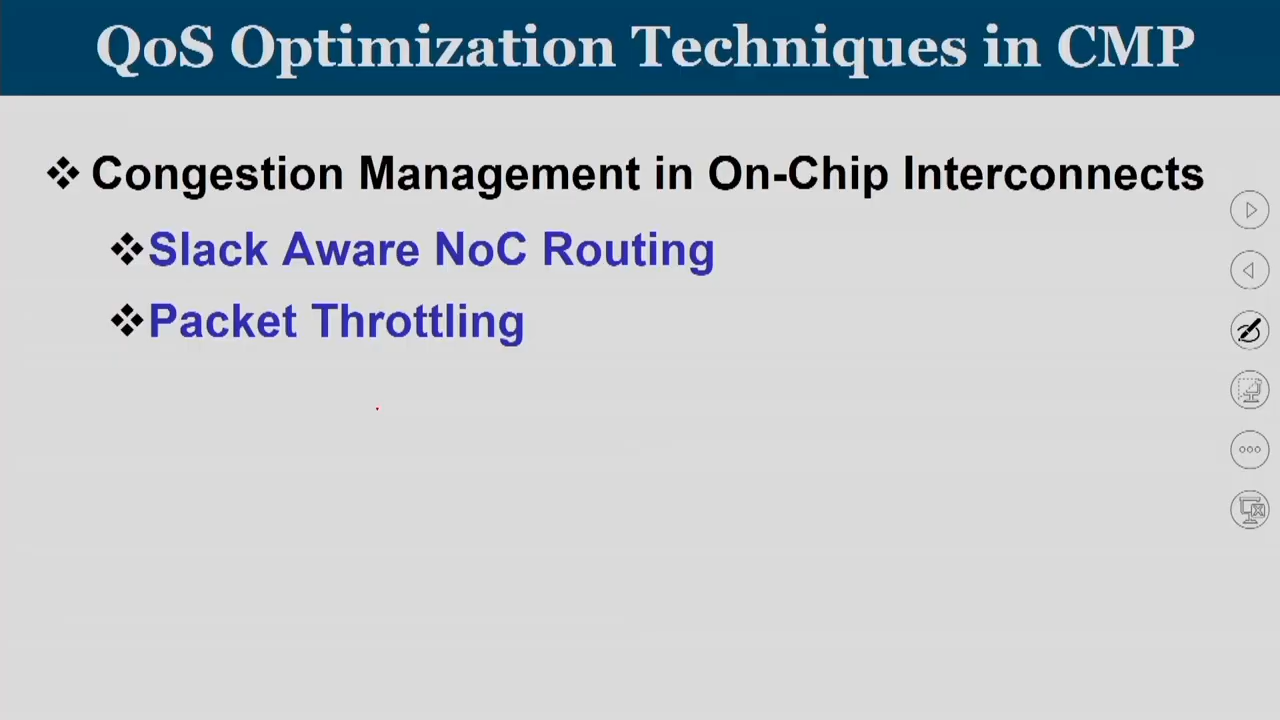 QoS Optimization Techniques in CMP
❖ Congestion Management in On-Chip Interconnects
❖ Slack Aware NoC Routing
❖ Packet Throttling